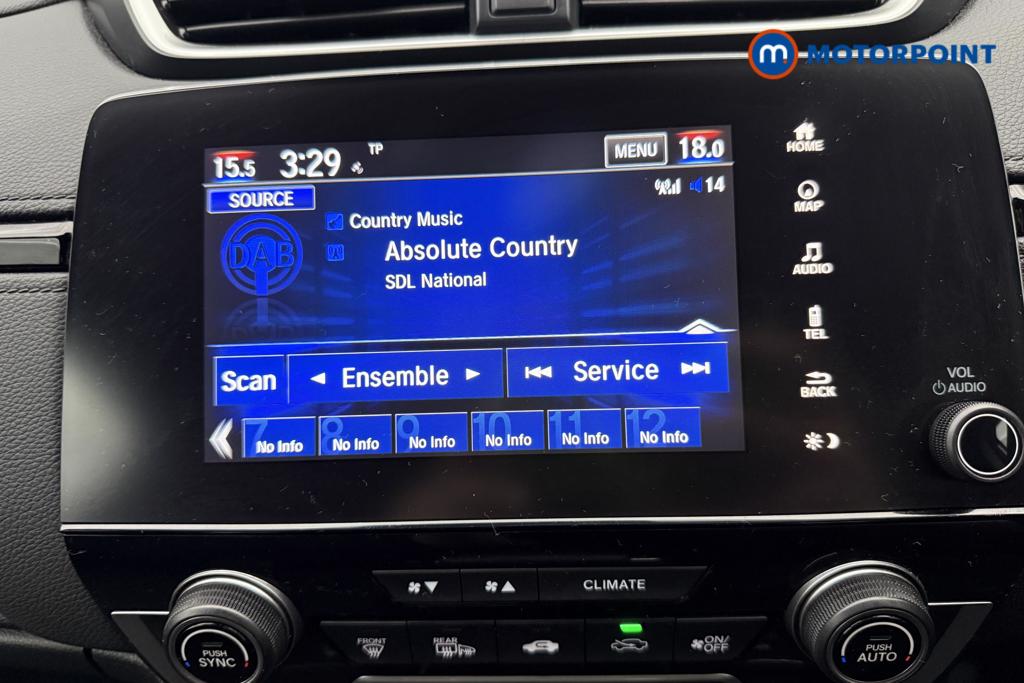 m MOTORPOINT
15.5 3:29 TP MENU 18.0
SOURCE 14
DAB Country Music
Absolute Country
SDL National
Scan Ensemble Service
7 8 9 10 11 12
No Info No Info No Info No Info No Info No Info
HOME
MAP
AUDIO
TEL
BACK
VOL
AUDIO
CLIMATE
FRONT REAR ON/OFF
PUSH SYNC
PUSH AUTO